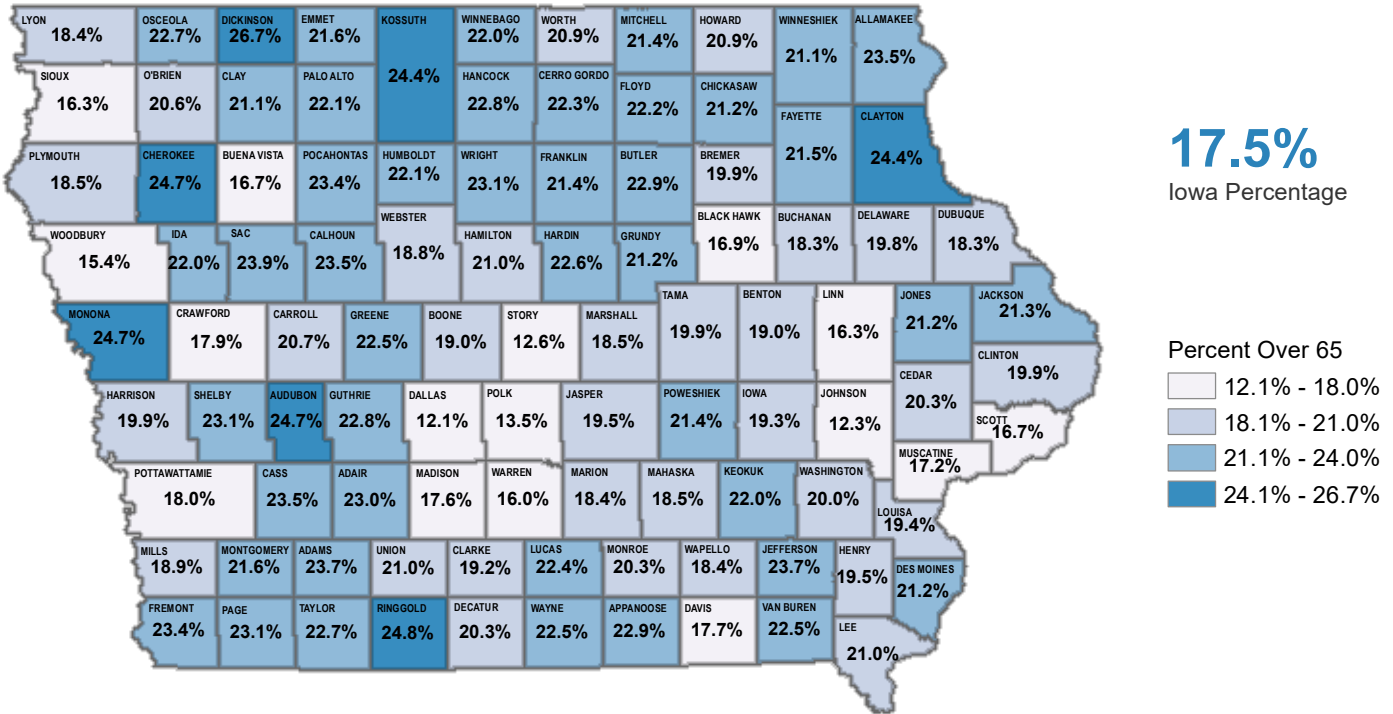 LYON OSCEOLA DICKINSON EMMET KOSSUTH WINNEBAGO WORTH MITCHELL HOWARD WINNESHIEK ALLAMAKEE
18.4% 22.7% 26.7% 21.6% 24.4% 22.0% 20.9% 21.4% 20.9% 21.1% 23.5%
SIOUX O'BRIEN CLAY PALO ALTO HANCOCK CERRO GORDO FLOYD CHICKASAW
16.3% 20.6% 21.1% 22.1% 22.8% 22.3% 22.2% 21.2%
FAYETTE CLAYTON
21.5% 24.4%
PLYMOUTH CHEROKEE BUENA VISTA POCAHONTAS HUMBOLDT WRIGHT FRANKLIN BUTLER BREMER
18.5% 24.7% 16.7% 23.4% 22.1% 23.1% 21.4% 22.9% 19.9%
WOODBURY IDA SAC CALHOUN WEBSTER HAMILTON HARDIN GRUNDY BLACK HAWK BUCHANAN DELAWARE DUBUQUE
15.4% 22.0% 23.9% 23.5% 18.8% 21.0% 22.6% 21.2% 16.9% 18.3% 19.8% 18.3%
MONONA CRAWFORD CARROLL GREENE BOONE STORY MARSHALL TAMA BENTON LINN JONES JACKSON
24.7% 17.9% 20.7% 22.5% 19.0% 12.6% 18.5% 19.9% 19.0% 16.3% 21.2% 21.3%
CLINTON
19.9%
HARRISON SHELBY AUDUBON GUTHRIE DALLAS POLK JASPER POWESHIEK IOWA JOHNSON CEDAR SCOTT
19.9% 23.1% 24.7% 22.8% 12.1% 13.5% 19.5% 21.4% 19.3% 12.3% 20.3% 16.7%
MUSCATINE
17.2%
POTTAWATTAMIE CASS ADAIR MADISON WARREN MARION MAHASKA KEOKUK WASHINGTON LOUISA
18.0% 23.5% 23.0% 17.6% 16.0% 18.4% 18.5% 22.0% 20.0% 19.4%
MILLS MONTGOMERY ADAMS UNION CLARKE LUCAS MONROE WAPELLO JEFFERSON HENRY DES MOINES
18.9% 21.6% 23.7% 21.0% 19.2% 22.4% 20.3% 18.4% 23.7% 19.5% 21.2%
FREMONT PAGE TAYLOR RINGGOLD DECATUR WAYNE APPANOOSE DAVIS VAN BUREN LEE
23.4% 23.1% 22.7% 24.8% 20.3% 22.5% 22.9% 17.7% 22.5% 21.0%
17.5%
Iowa Percentage
Percent Over 65
12.1% - 18.0%
18.1% - 21.0%
21.1% - 24.0%
24.1% - 26.7%